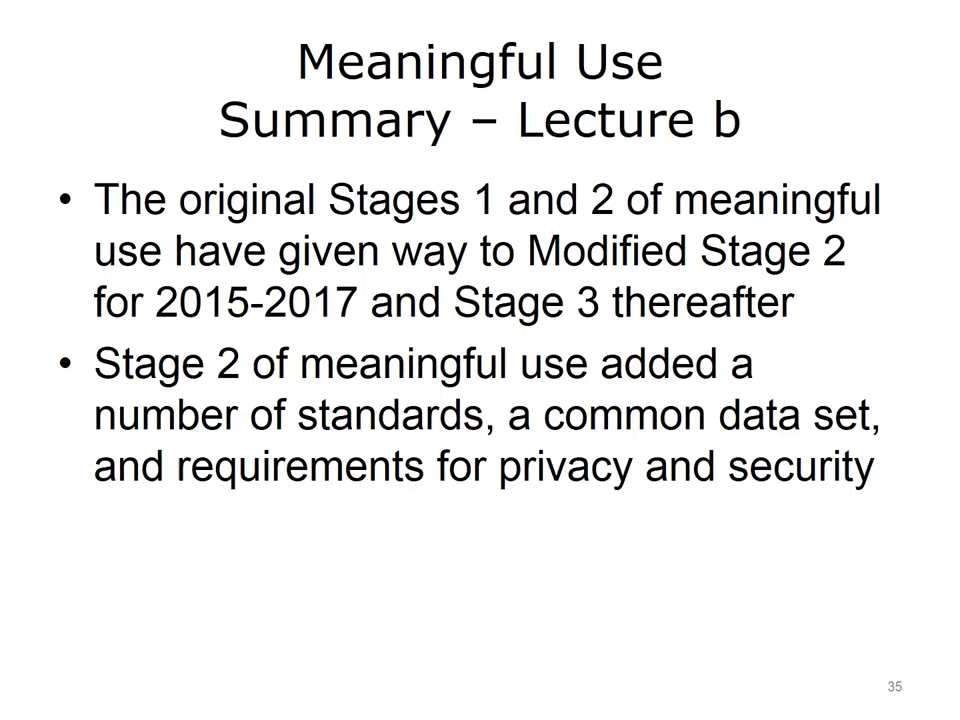 Meaningful Use
Summary – Lecture b
• The original Stages 1 and 2 of meaningful
use have given way to Modified Stage 2
for 2015-2017 and Stage 3 thereafter
• Stage 2 of meaningful use added a
number of standards, a common data set,
and requirements for privacy and security
35